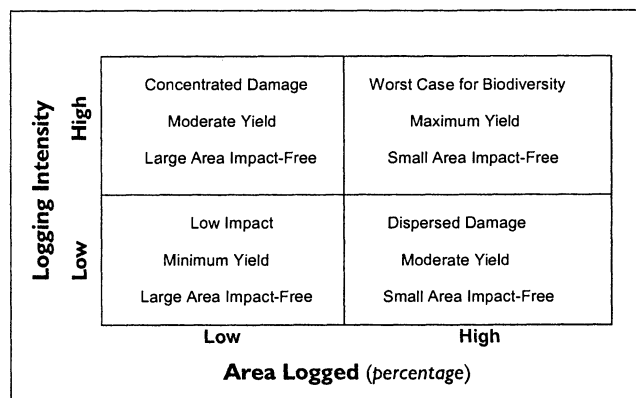 Logging Intensity
High
Low
Concentrated Damage
Moderate Yield
Large Area Impact-Free
Worst Case for Biodiversity
Maximum Yield
Small Area Impact-Free
Low Impact
Minimum Yield
Large Area Impact-Free
Dispersed Damage
Moderate Yield
Small Area Impact-Free
Low
High
Area Logged (percentage)